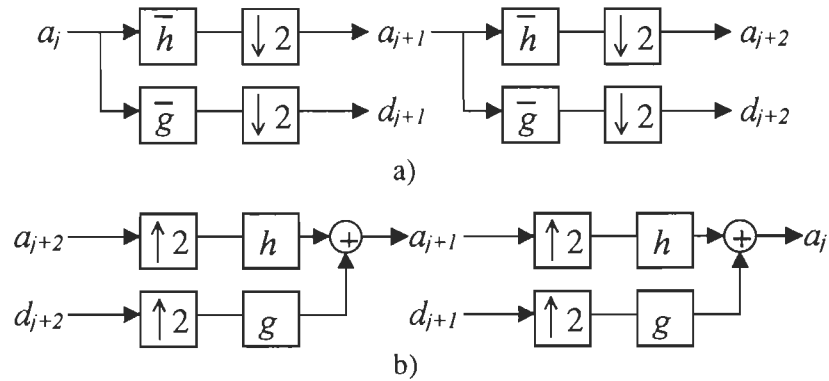 a_j h̄ ↓2 a_{j+1} h̄ ↓2 a_{j+2}
ḡ ↓2 d_{j+1} ḡ ↓2 d_{j+2}
a)
a_{j+2} ↑2 h + a_{j+1} ↑2 h + a_j
d_{j+2} ↑2 g d_{j+1} ↑2 g
b)